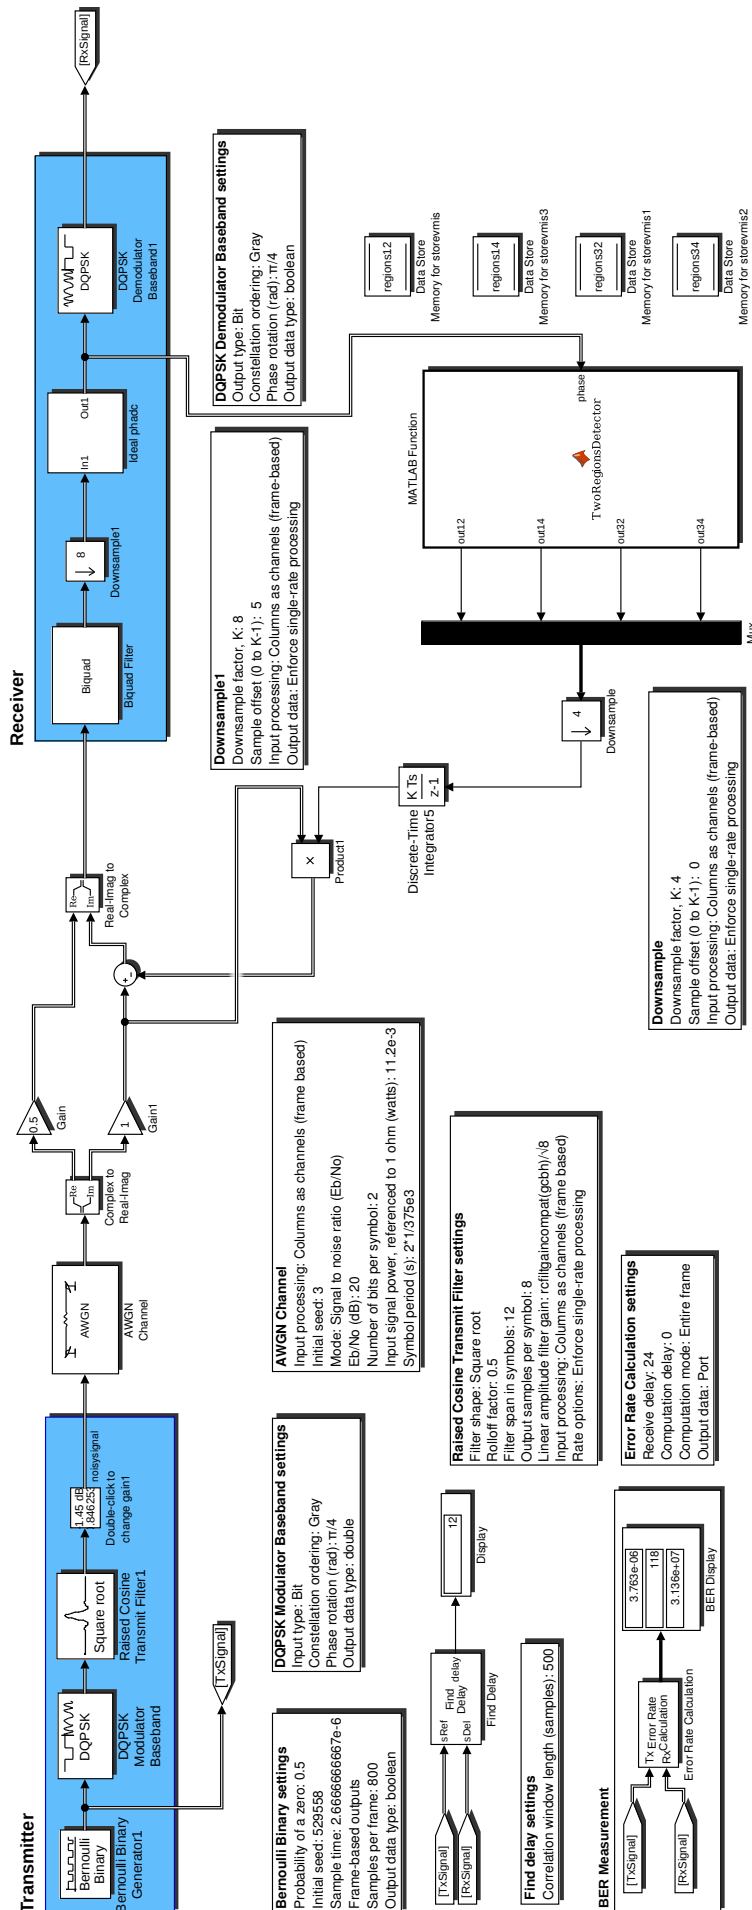 Transmitter
Bernoulli
Binary
Bernoulli Binary
Generator1
DQPSK
DQPSK
Modulator
Baseband
Square root
Raised Cosine
Transmit Filter1
1.45 dB
.846253
Double-click to
change gain1
noisysignal
[TxSignal]
AWGN
AWGN
Channel
Re
Im
Complex to
Real-Imag
0.5
Gain
1
Gain1
+
−
Re
Im
Real-Imag to
Complex
Receiver
Biquad
Biquad Filter
8
Downsample1
In1
Out1
Ideal phadc
DQPSK
DQPSK
Demodulator
Baseband1
[RxSignal]
×
Product1
K Ts
z-1
Discrete-Time
Integrator5
4
Downsample
Mux
MATLAB Function
out12
out14
out32
out34
phase
TwoRegionsDetector
regions12
Data Store
Memory for storevmis
regions14
Data Store
Memory for storevmis3
regions32
Data Store
Memory for storevmis1
regions34
Data Store
Memory for storevmis2
Bernoulli Binary settings
Probability of a zero: 0.5
Initial seed: 529558
Sample time: 2.6666666667e-6
Frame-based outputs
Samples per frame: 800
Output data type: boolean
DQPSK Modulator Baseband settings
Input type: Bit
Constellation ordering: Gray
Phase rotation (rad): π/4
Output data type: double
AWGN Channel
Input processing: Columns as channels (frame based)
Initial seed: 3
Mode: Signal to noise ratio (Eb/No)
Eb/No (dB): 20
Number of bits per symbol: 2
Input signal power, referenced to 1 ohm (watts): 11.2e-3
Symbol period (s): 2*1/375e3
Downsample1
Downsample factor, K: 8
Sample offset (0 to K-1): 5
Input processing: Columns as channels (frame-based)
Output data: Enforce single-rate processing
DQPSK Demodulator Baseband settings
Output type: Bit
Constellation ordering: Gray
Phase rotation (rad): π/4
Output data type: boolean
[TxSignal]
[RxSignal]
sRef
sDel
Find
Delay
delay
Find Delay
12
Display
Raised Cosine Transmit Filter settings
Filter shape: Square root
Rolloff factor: 0.5
Filter span in symbols: 12
Output samples per symbol: 8
Linear amplitude filter gain: rcfiltgaincompat(gcbh)/√8
Input processing: Columns as channels (frame based)
Rate options: Enforce single-rate processing
Find delay settings
Correlation window length (samples): 500
Error Rate Calculation settings
Receive delay: 24
Computation delay: 0
Computation mode: Entire frame
Output data: Port
Downsample
Downsample factor, K: 4
Sample offset (0 to K-1): 0
Input processing: Columns as channels (frame-based)
Output data: Enforce single-rate processing
BER Measurement
[TxSignal]
[RxSignal]
Tx Error Rate
Rx Calculation
Error Rate Calculation
3.763e-06
118
3.136e+07
BER Display